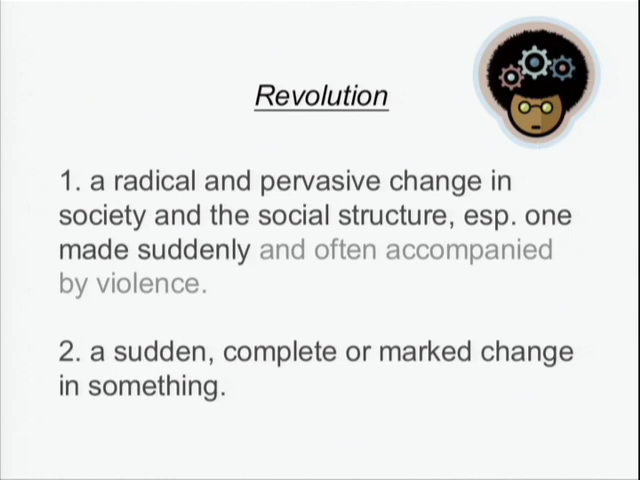 Revolution
1. a radical and pervasive change in
society and the social structure, esp. one
made suddenly and often accompanied
by violence.
2. a sudden, complete or marked change
in something.